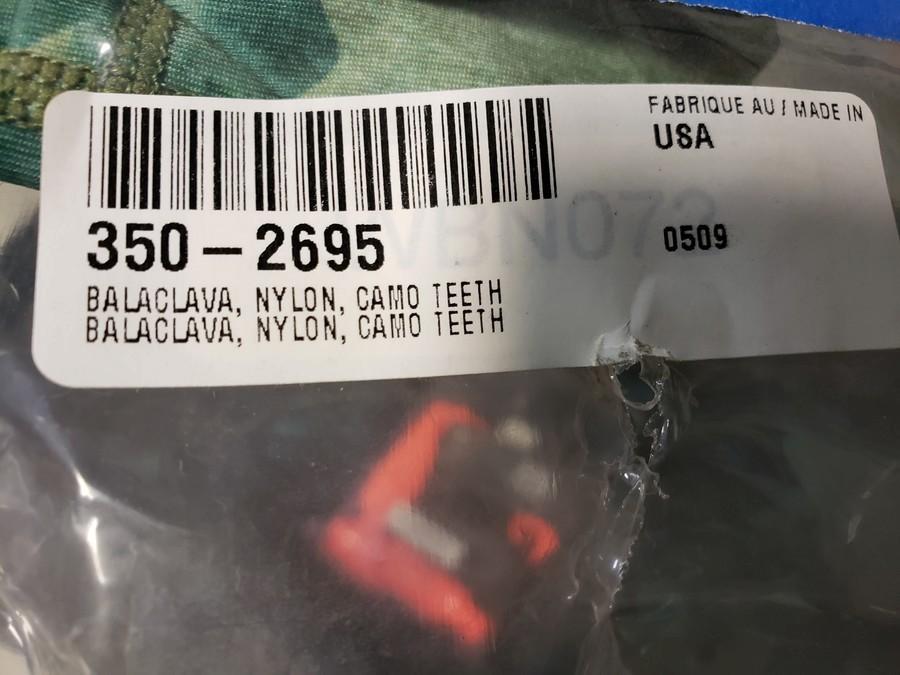 FABRIQUE AU / MADE IN
USA
350-2695
0509
BALACLAVA, NYLON, CAMO TEETH
BALACLAVA, NYLON, CAMO TEETH